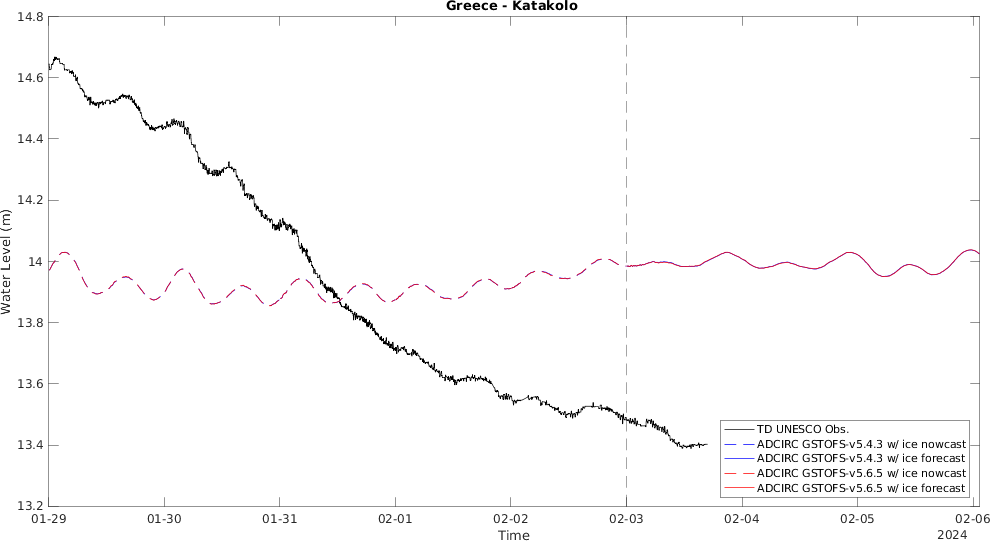 Greece - Katakolo
14.8
14.6
14.4
14.2
14
13.8
13.6
13.4
13.2
Water Level (m)
01-29 01-30 01-31 02-01 02-02 02-03 02-04 02-05 02-06
Time
2024
TD UNESCO Obs.
ADCIRC GSTOFS-v5.4.3 w/ ice nowcast
ADCIRC GSTOFS-v5.4.3 w/ ice forecast
ADCIRC GSTOFS-v5.6.5 w/ ice nowcast
ADCIRC GSTOFS-v5.6.5 w/ ice forecast